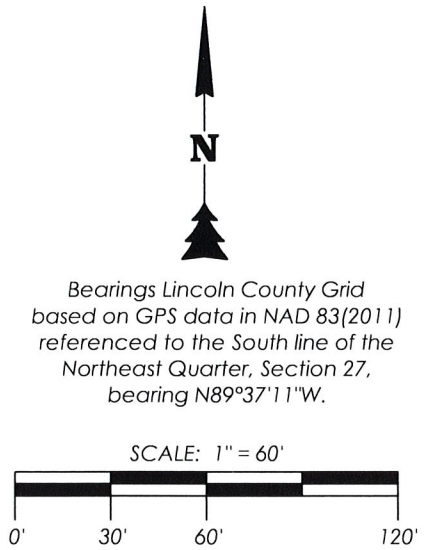 N
Bearings Lincoln County Grid
based on GPS data in NAD 83(2011)
referenced to the South line of the
Northeast Quarter, Section 27,
bearing N89°37'11"W.
SCALE: 1" = 60'
0' 30' 60' 120'